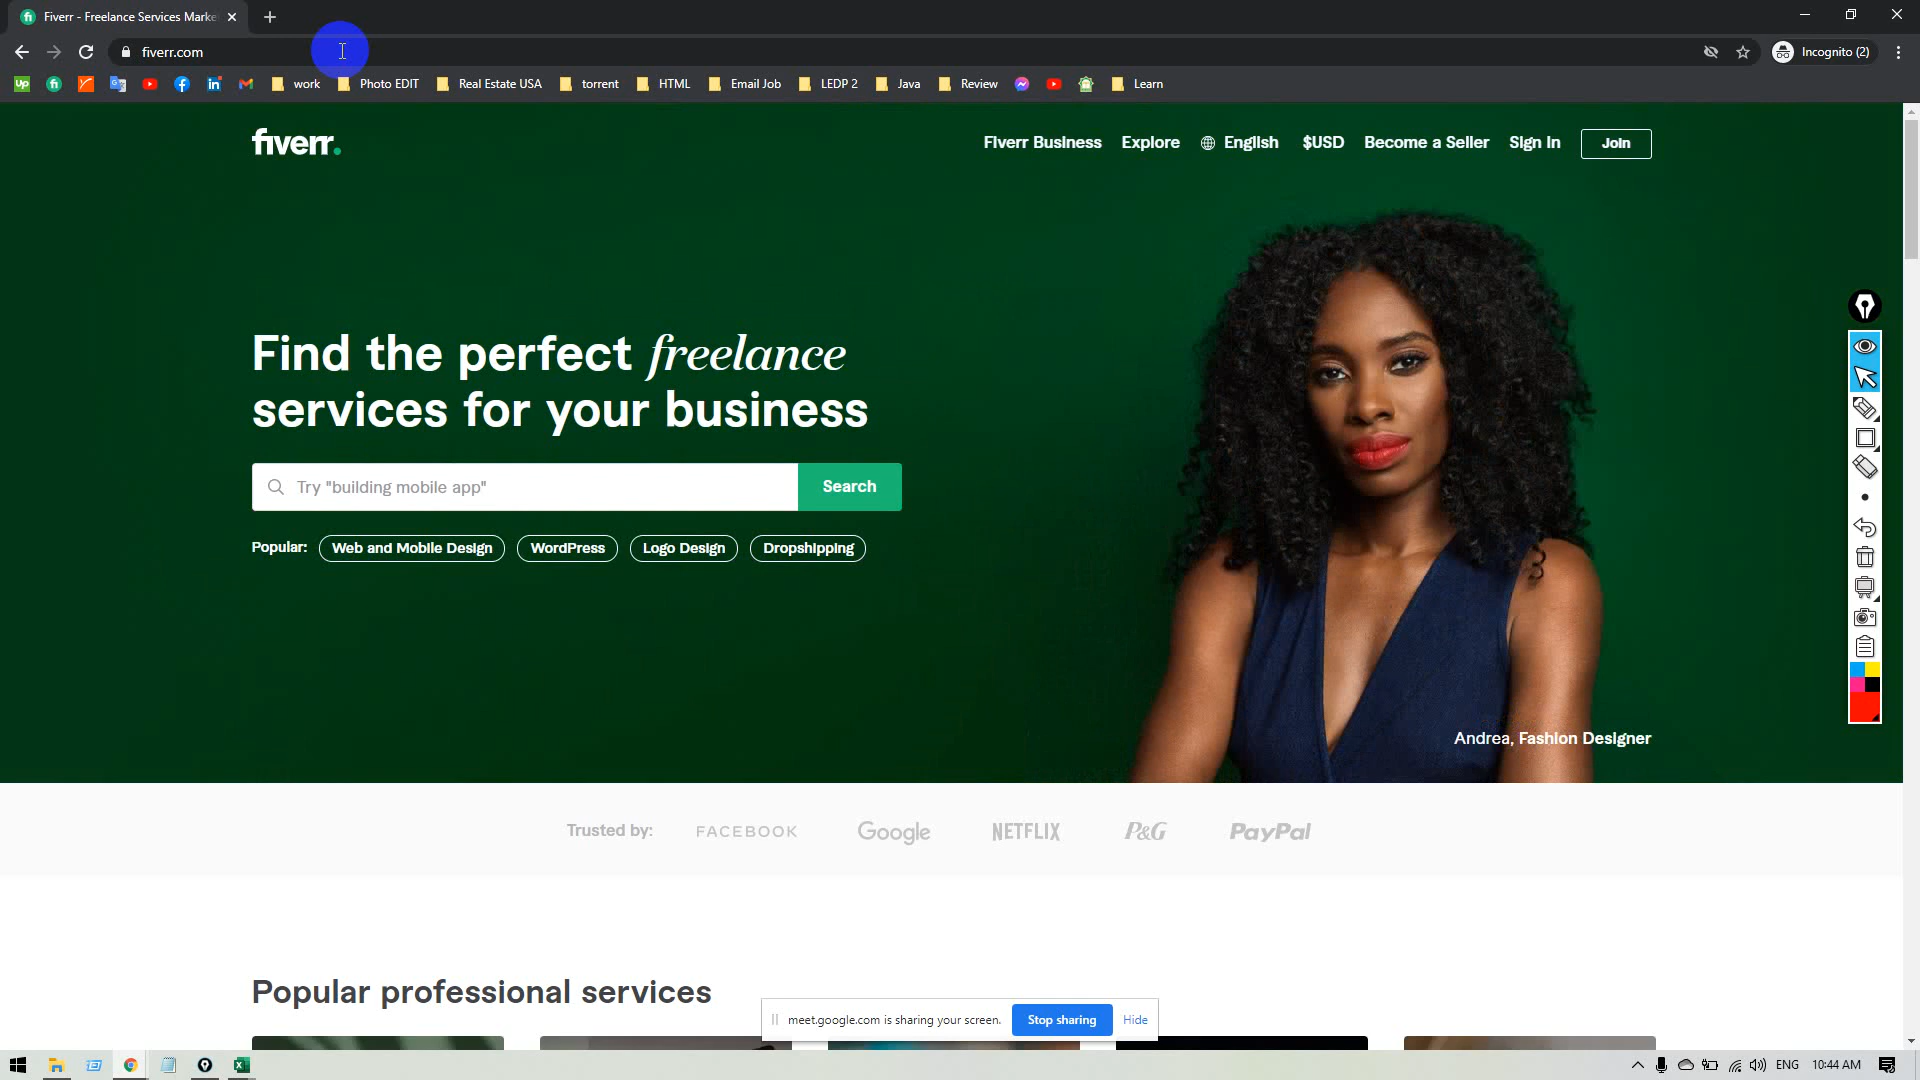 Fiverr - Freelance Services Marke
fiverr.com
Incognito (2)
Up
fi
work
Photo EDIT
Real Estate USA
torrent
HTML
Email Job
LEDP 2
Java
Review
Learn
fiverr.
Fiverr Business
Explore
English
$USD
Become a Seller
Sign In
Join
Find the perfect freelance
services for your business
Try "building mobile app"
Search
Popular:
Web and Mobile Design
WordPress
Logo Design
Dropshipping
Andrea, Fashion Designer
Trusted by:
FACEBOOK
Google
NETFLIX
P&G
PayPal
Popular professional services
meet.google.com is sharing your screen.
Stop sharing
Hide
ENG
10:44 AM